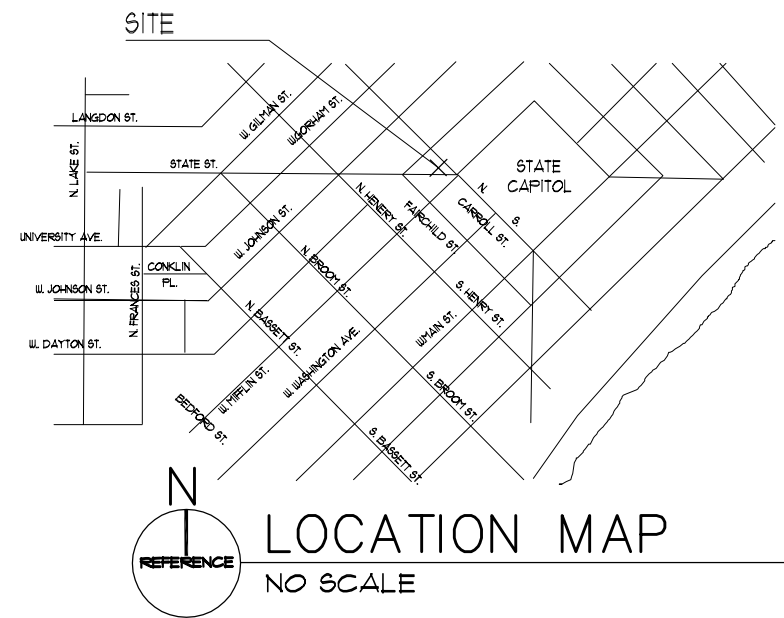 SITE
LANGDON ST.
W. GILMAN ST.
W.GORHAM ST.
N. LAKE ST.
STATE ST.
STATE
CAPITOL
N. HENERY ST.
FAIRCHILD ST.
N. S.
CARROLL ST.
UNIVERSITY AVE.
W. JOHNSON ST.
CONKLIN
PL.
N. FRANCES ST.
N. BROOM ST.
W. JOHNSON ST.
S. HENRY ST.
N. BASSETT ST.
WMAIN ST.
W. DAYTON ST.
W. WASHINGTON AVE.
W. MIFFLIN ST.
BEDFORD ST.
S. BROOM ST.
S. BASSETT ST.
N
REFERENCE
LOCATION MAP
NO SCALE